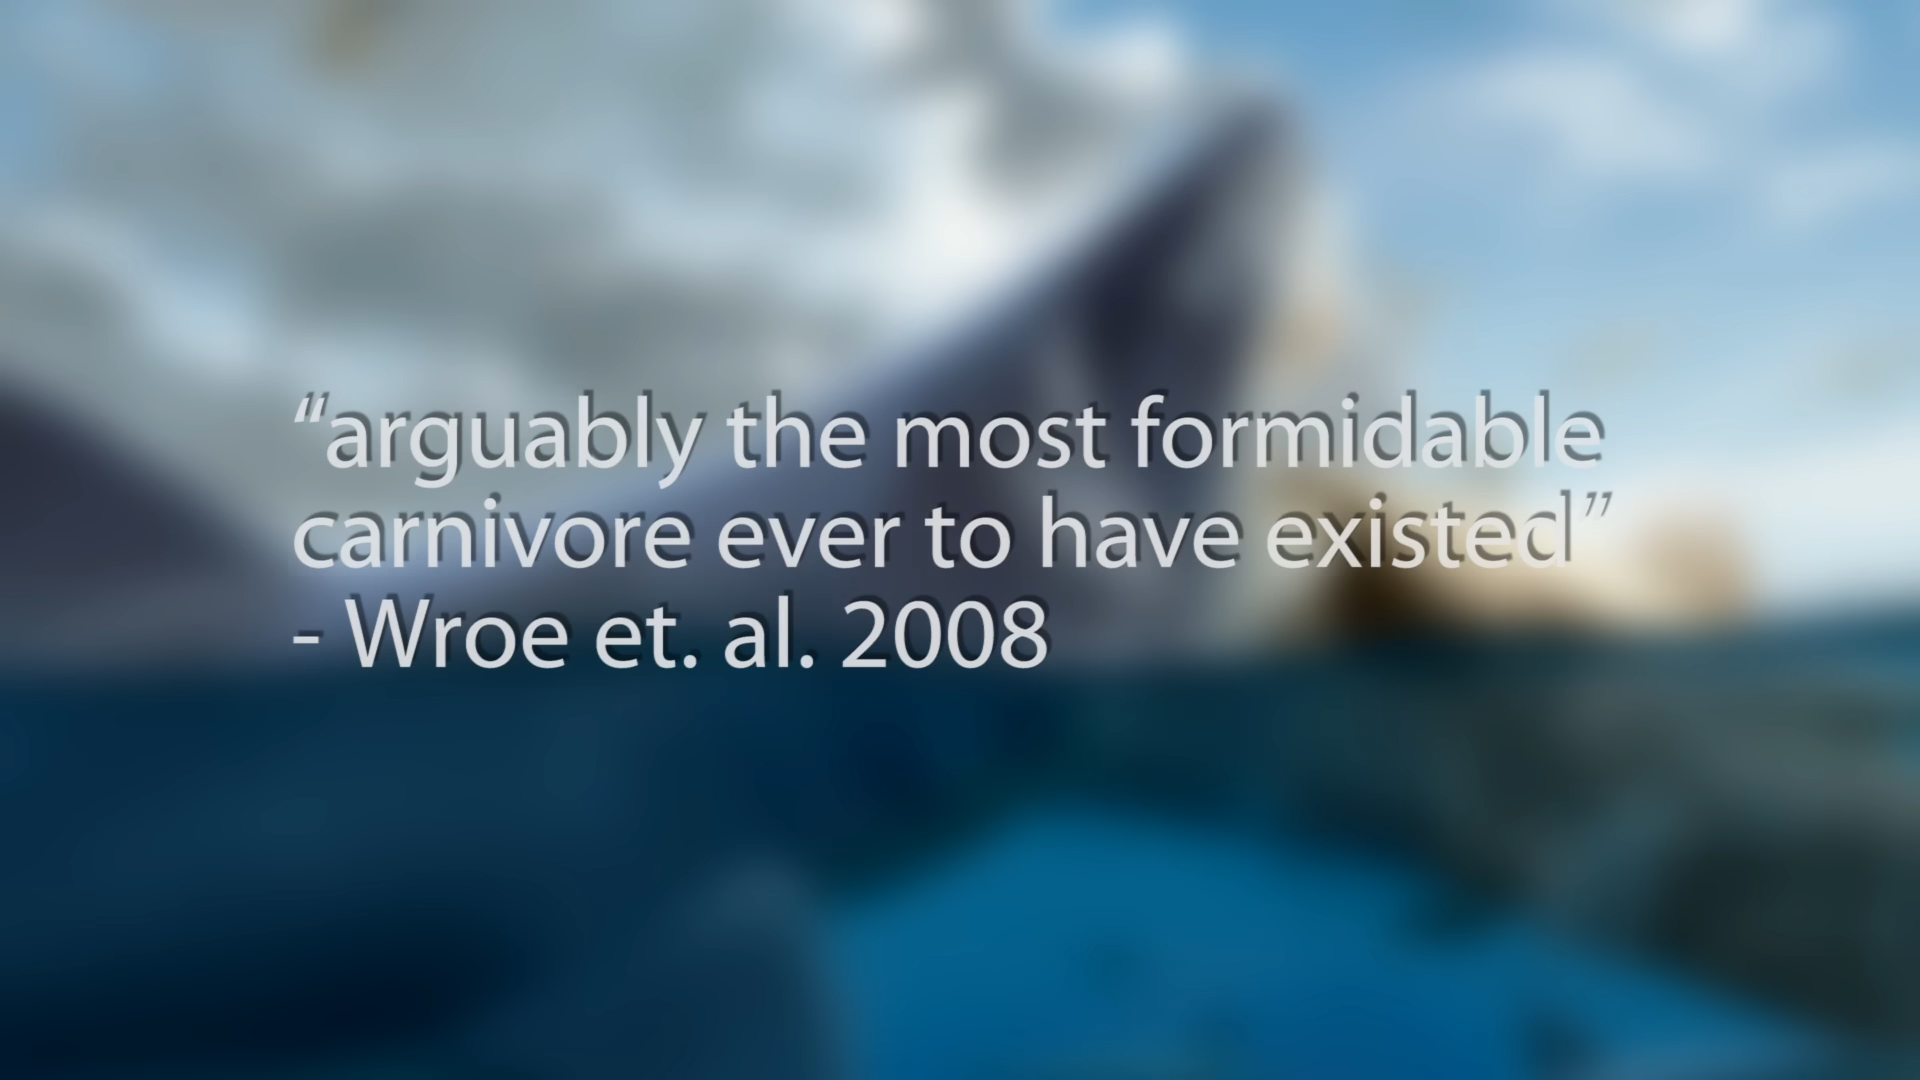 “arguably the most formidable
carnivore ever to have existed”
- Wroe et. al. 2008